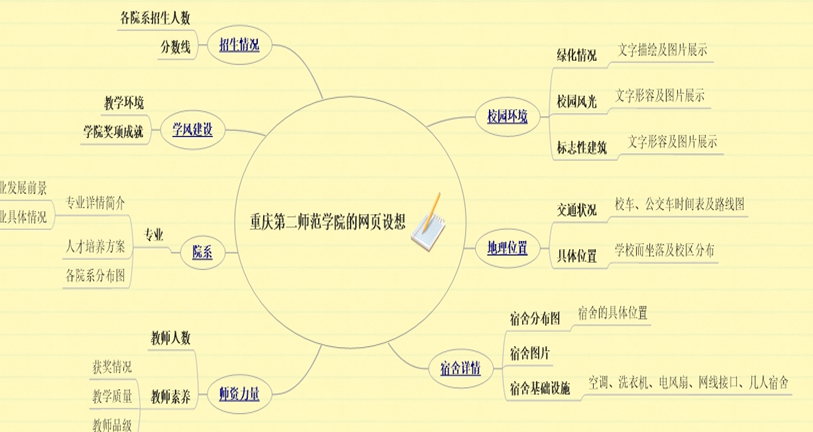 重庆第二师范学院的网页设想
招生情况
各院系招生人数
分数线
学风建设
教学环境
学院奖项成就
院系
专业
专业详情简介
业发展前景
业具体情况
人才培养方案
各院系分布图
师资力量
教师人数
教师素养
获奖情况
教学质量
教师品级
校园环境
绿化情况
文字描绘及图片展示
校园风光
文字形容及图片展示
标志性建筑
文字形容及图片展示
地理位置
交通状况
校车、公交车时间表及路线图
具体位置
学校而坐落及校区分布
宿舍详情
宿舍分布图
宿舍的具体位置
宿舍图片
宿舍基础设施
空调、洗衣机、电风扇、网线接口、几人宿舍